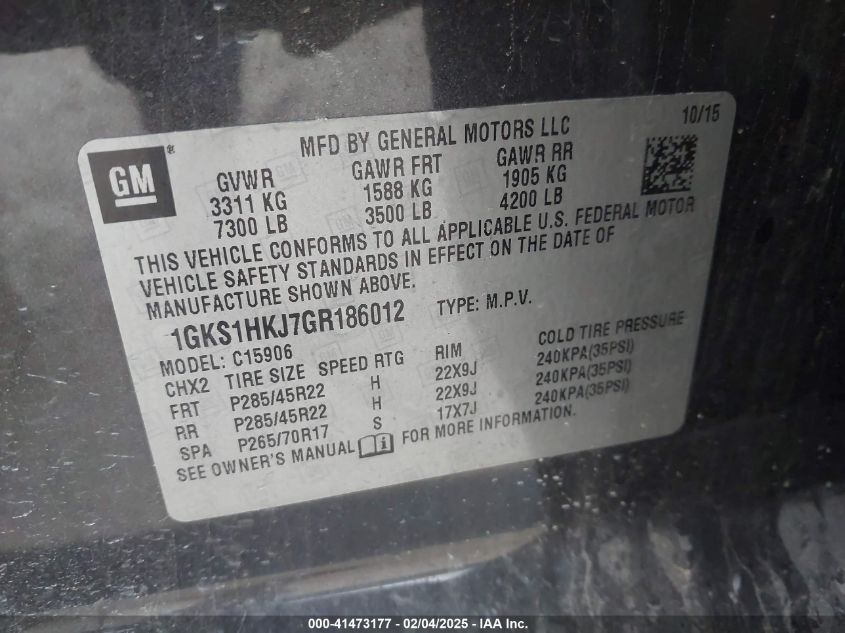 MFD BY GENERAL MOTORS LLC 10/15
GM®
GVWR GAWR FRT GAWR RR
3311 KG 1588 KG 1905 KG
7300 LB 3500 LB 4200 LB
THIS VEHICLE CONFORMS TO ALL APPLICABLE U.S. FEDERAL MOTOR
VEHICLE SAFETY STANDARDS IN EFFECT ON THE DATE OF
MANUFACTURE SHOWN ABOVE.
1GKS1HKJ7GR186012 TYPE: M.P.V.
MODEL: C15906
CHX2 TIRE SIZE SPEED RTG RIM COLD TIRE PRESSURE
FRT P285/45R22 H 22X9J 240KPA(35PSI)
RR P285/45R22 H 22X9J 240KPA(35PSI)
SPA P265/70R17 S 17X7J 240KPA(35PSI)
SEE OWNER'S MANUAL FOR MORE INFORMATION.
000-41473177 - 02/04/2025 - IAA Inc.